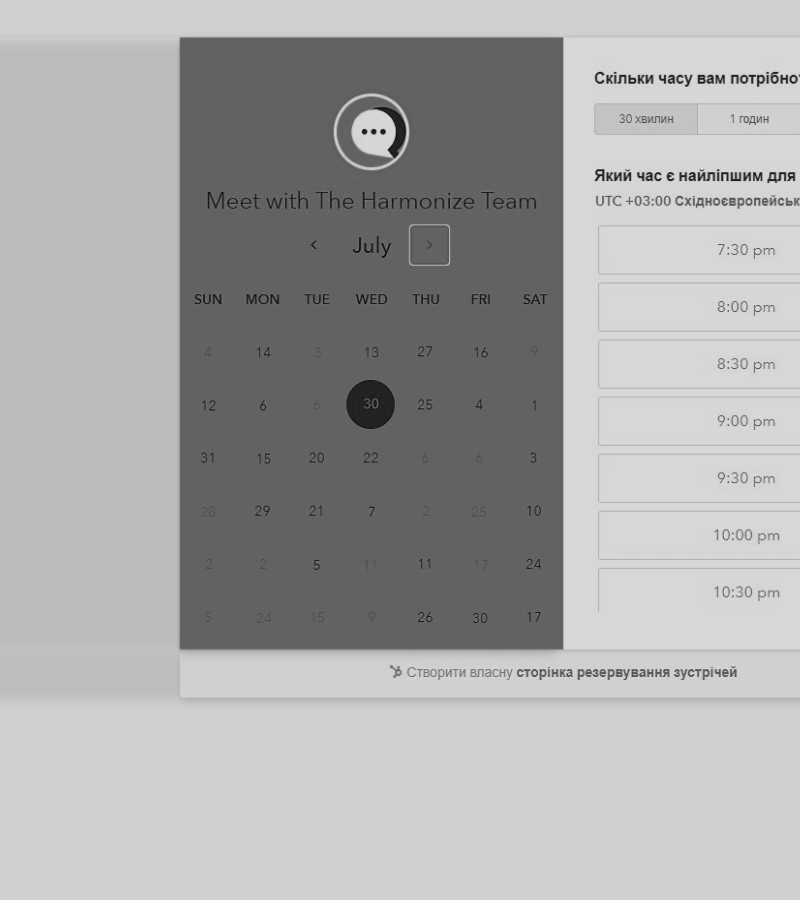 Meet with The Harmonize Team
July
SUN MON TUE WED THU FRI SAT
4 14 3 13 27 16 9
12 6 6 30 25 4 1
31 15 20 22 6 6 3
28 29 21 7 2 25 10
2 2 5 11 11 17 24
5 24 15 9 26 30 17
Скільки часу вам потрібно
30 хвилин 1 годин
Який час є найліпшим для
UTC +03:00 Східноєвропейськ
7:30 pm
8:00 pm
8:30 pm
9:00 pm
9:30 pm
10:00 pm
10:30 pm
Створити власну сторінка резервування зустрічей